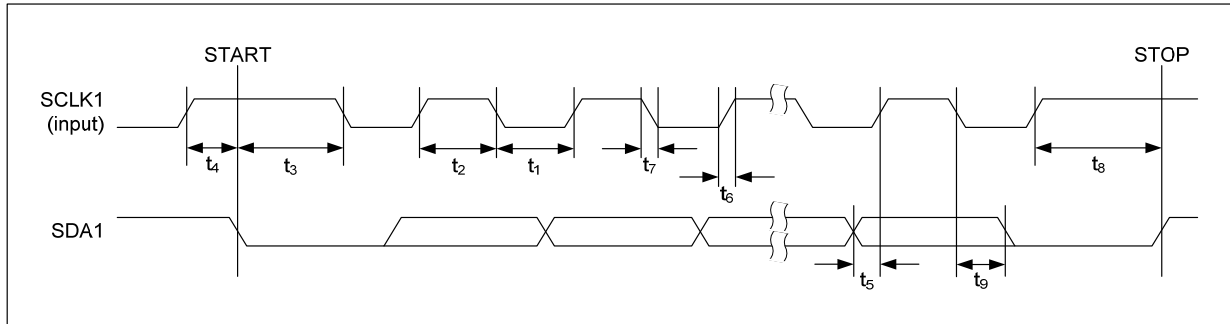 START
STOP
SCLK1
(input)
t4
t3
t2
t1
t7
t6
t8
SDA1
t5
t9